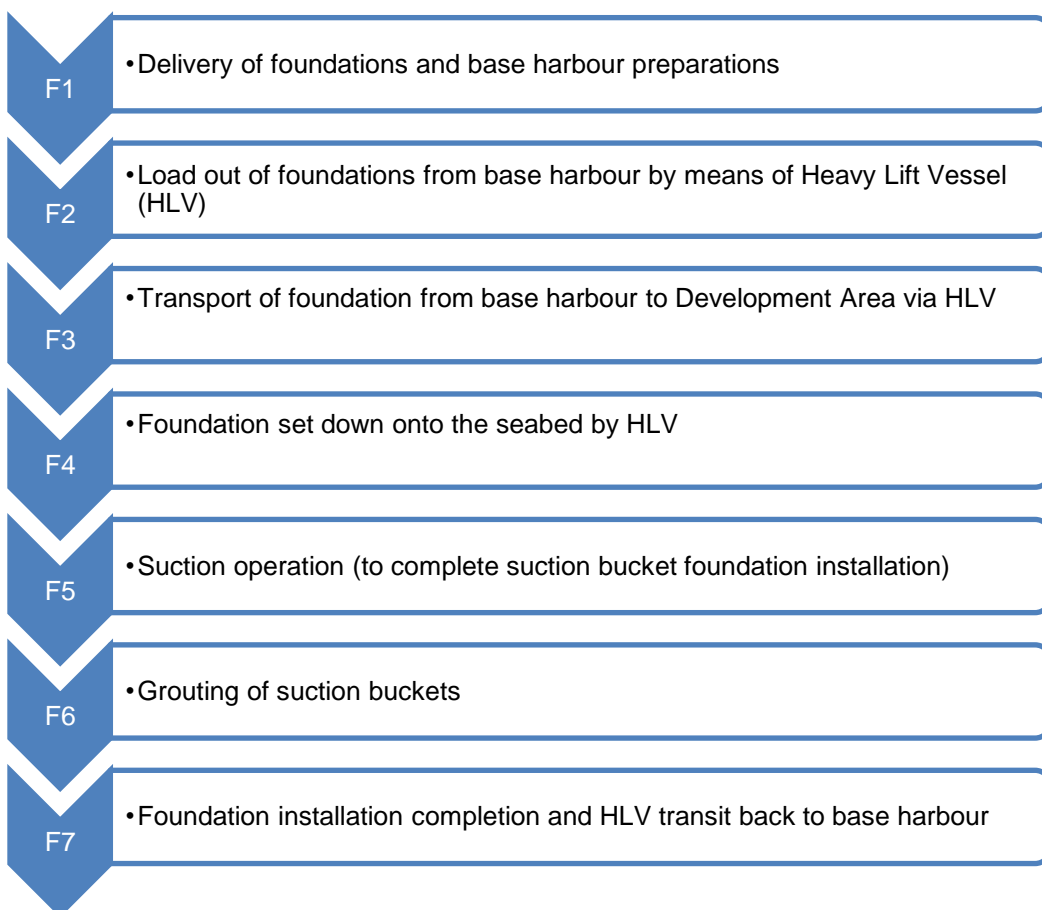 F1
•Delivery of foundations and base harbour preparations
F2
•Load out of foundations from base harbour by means of Heavy Lift Vessel
(HLV)
F3
•Transport of foundation from base harbour to Development Area via HLV
F4
•Foundation set down onto the seabed by HLV
F5
•Suction operation (to complete suction bucket foundation installation)
F6
•Grouting of suction buckets
F7
•Foundation installation completion and HLV transit back to base harbour